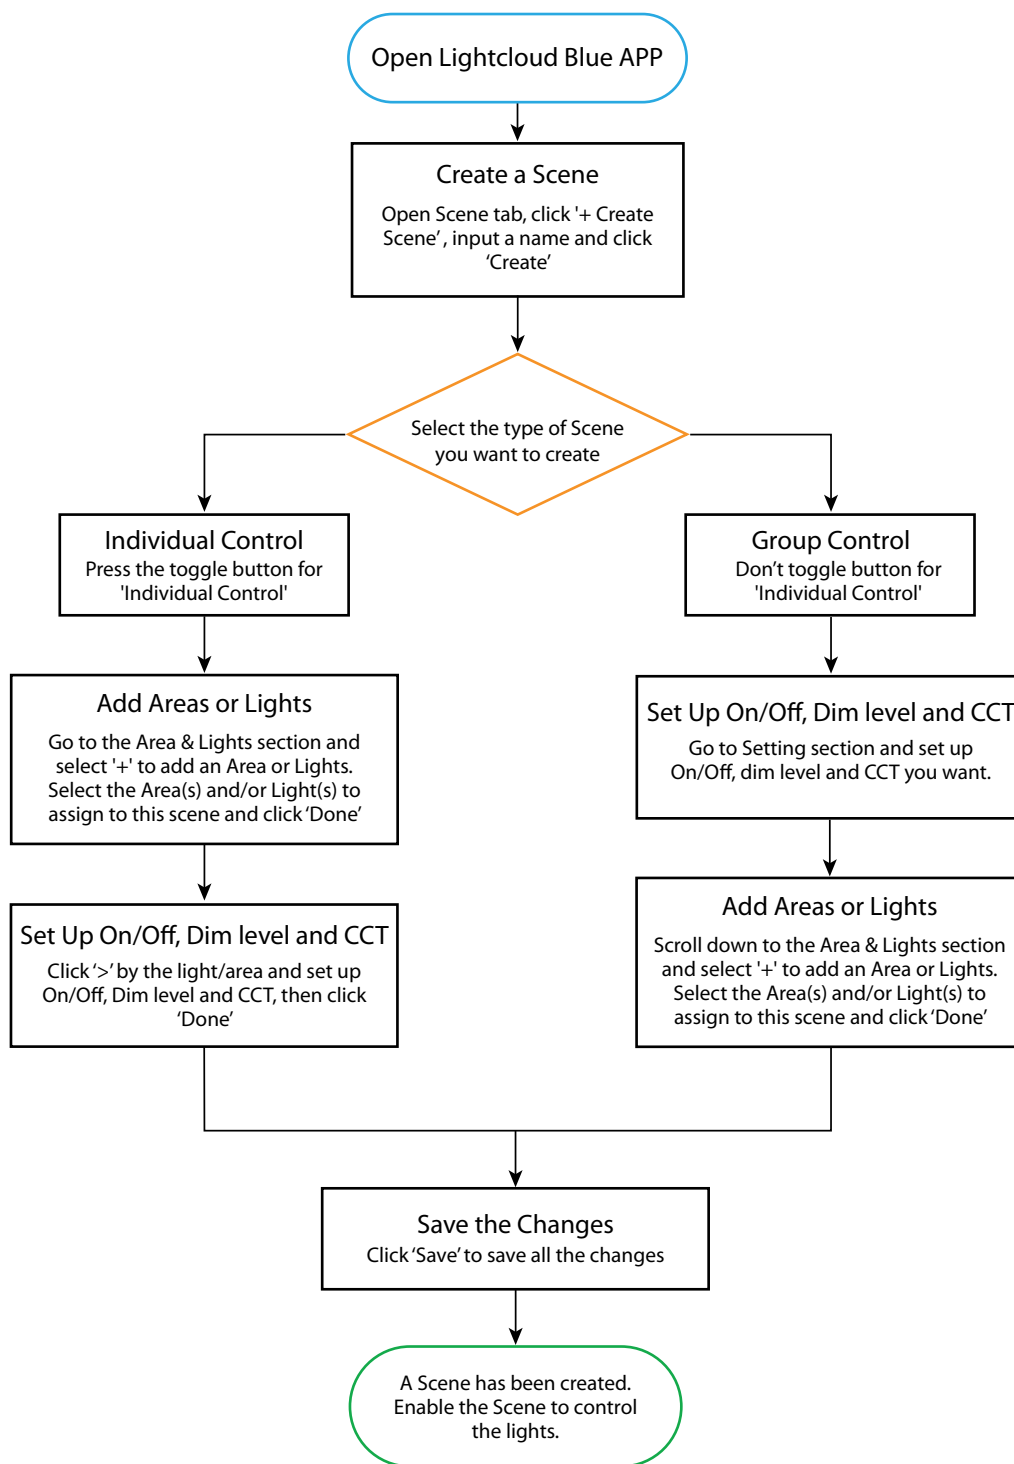 Open Lightcloud Blue APP
Create a Scene
Open Scene tab, click '+ Create
Scene' , input a name and click
‘Create’
Select the type of Scene
you want to create
Individual Control
Press the toggle button for
'Individual Control'
Add Areas or Lights
Go to the Area & Lights section and
select '+' to add an Area or Lights.
Select the Area(s) and/or Light(s) to
assign to this scene and click ‘Done’
Set Up On/Off, Dim level and CCT
Click ‘>’ by the light/area and set up
On/Off, Dim level and CCT, then click
‘Done’
Group Control
Don’t toggle button for
'Individual Control'
Set Up On/Off, Dim level and CCT
Go to Setting section and set up
On/Off, dim level and CCT you want.
Add Areas or Lights
Scroll down to the Area & Lights section
and select '+' to add an Area or Lights.
Select the Area(s) and/or Light(s) to
assign to this scene and click ‘Done’
Save the Changes
Click ‘Save’ to save all the changes
A Scene has been created.
Enable the Scene to control
the lights.